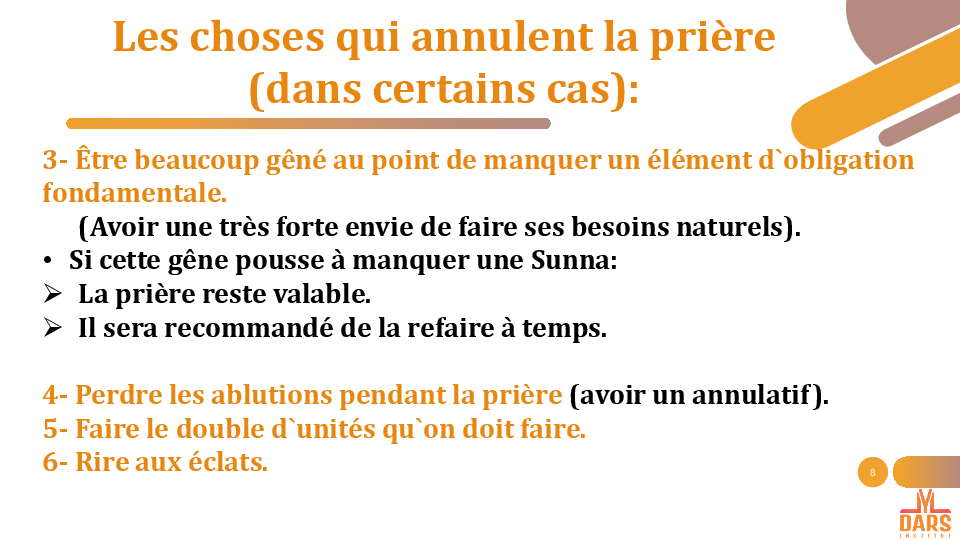 Les choses qui annulent la prière
(dans certains cas):
3- Être beaucoup gêné au point de manquer un élément d`obligation
fondamentale.
(Avoir une très forte envie de faire ses besoins naturels).
• Si cette gêne pousse à manquer une Sunna:
➢ La prière reste valable.
➢ Il sera recommandé de la refaire à temps.
4- Perdre les ablutions pendant la prière (avoir un annulatif).
5- Faire le double d`unités qu`on doit faire.
6- Rire aux éclats.
8
DARS
INSTITUT